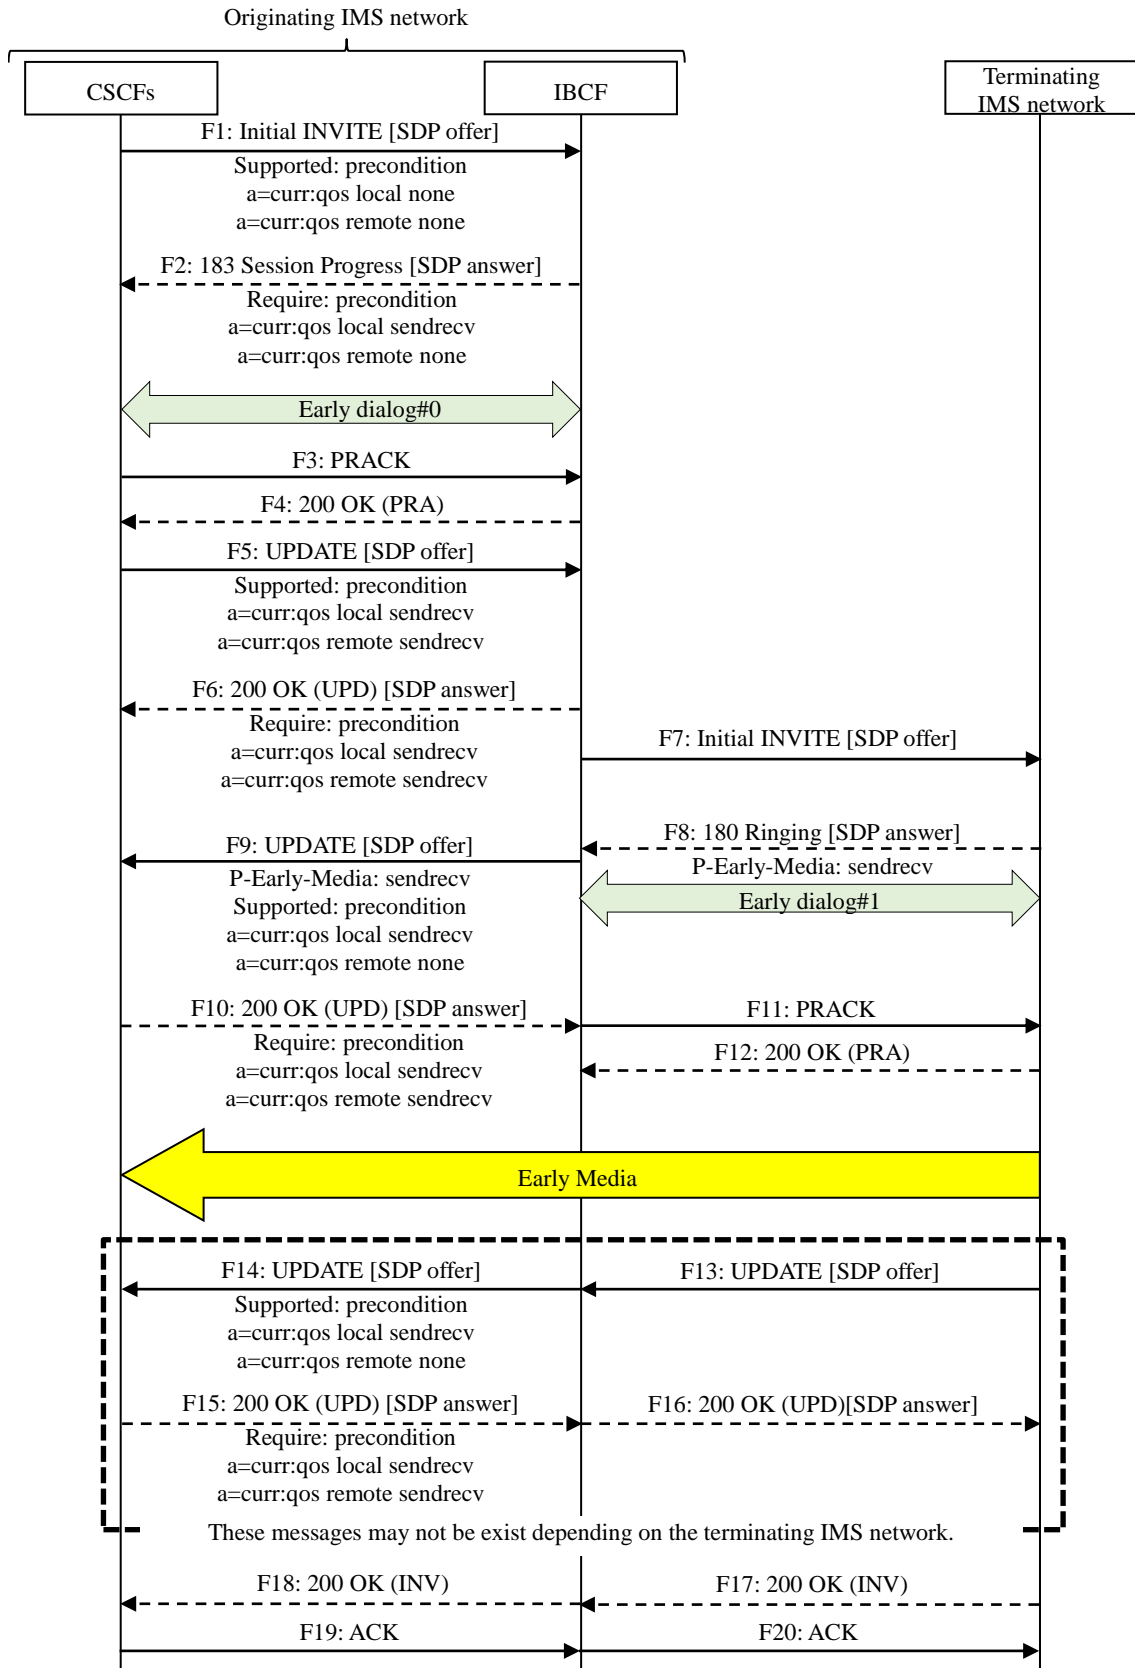 Originating IMS network
CSCFs
IBCF
Terminating
IMS network
F1: Initial INVITE [SDP offer]
Supported: precondition
a=curr:qos local none
a=curr:qos remote none
F2: 183 Session Progress [SDP answer]
Require: precondition
a=curr:qos local sendrecv
a=curr:qos remote none
Early dialog#0
F3: PRACK
F4: 200 OK (PRA)
F5: UPDATE [SDP offer]
Supported: precondition
a=curr:qos local sendrecv
a=curr:qos remote sendrecv
F6: 200 OK (UPD) [SDP answer]
Require: precondition
a=curr:qos local sendrecv
a=curr:qos remote sendrecv
F7: Initial INVITE [SDP offer]
F8: 180 Ringing [SDP answer]
P-Early-Media: sendrecv
Early dialog#1
F9: UPDATE [SDP offer]
P-Early-Media: sendrecv
Supported: precondition
a=curr:qos local sendrecv
a=curr:qos remote none
F10: 200 OK (UPD) [SDP answer]
Require: precondition
a=curr:qos local sendrecv
a=curr:qos remote sendrecv
F11: PRACK
F12: 200 OK (PRA)
Early Media
F14: UPDATE [SDP offer]
F13: UPDATE [SDP offer]
Supported: precondition
a=curr:qos local sendrecv
a=curr:qos remote none
F15: 200 OK (UPD) [SDP answer]
F16: 200 OK (UPD)[SDP answer]
Require: precondition
a=curr:qos local sendrecv
a=curr:qos remote sendrecv
These messages may not be exist depending on the terminating IMS network.
F18: 200 OK (INV)
F17: 200 OK (INV)
F19: ACK
F20: ACK